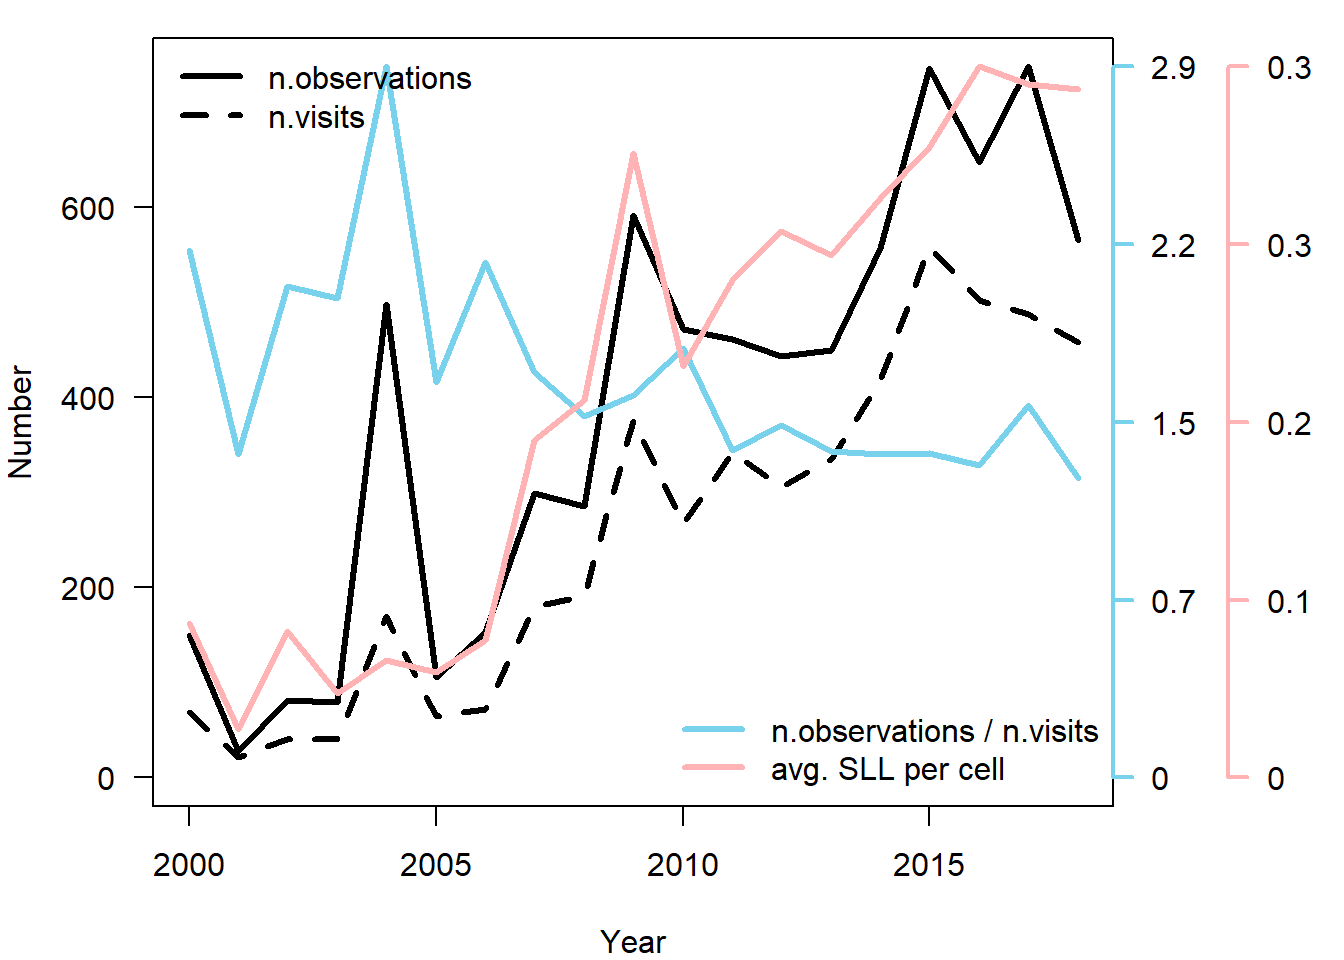 n.observations
n.visits
Number
600
400
200
0
2.9
2.2
1.5
0.7
0
0.3
0.3
0.2
0.1
0
n.observations / n.visits
avg. SLL per cell
2000 2005 2010 2015
Year